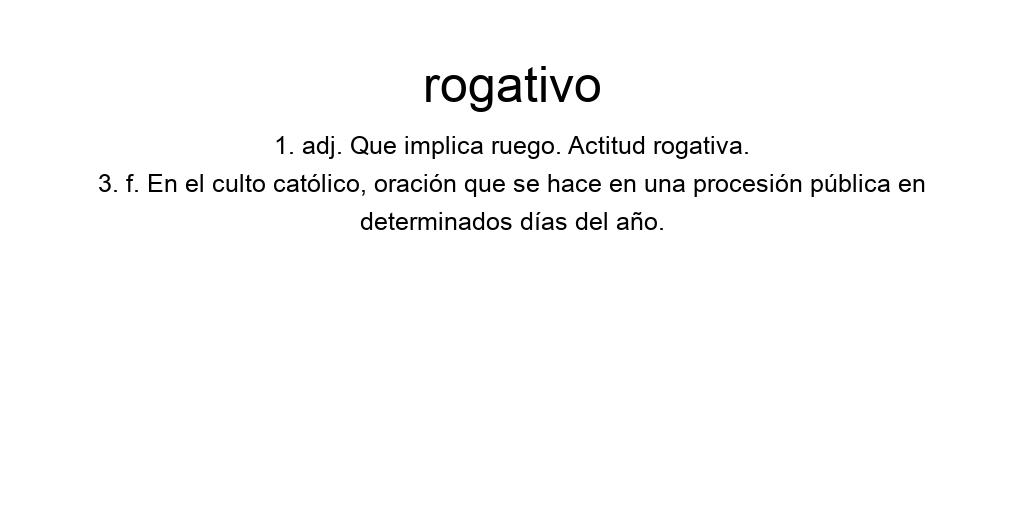 rogativo
1. adj. Que implica ruego. Actitud rogativa.
3. f. En el culto católico, oración que se hace en una procesión pública en
determinados días del año.